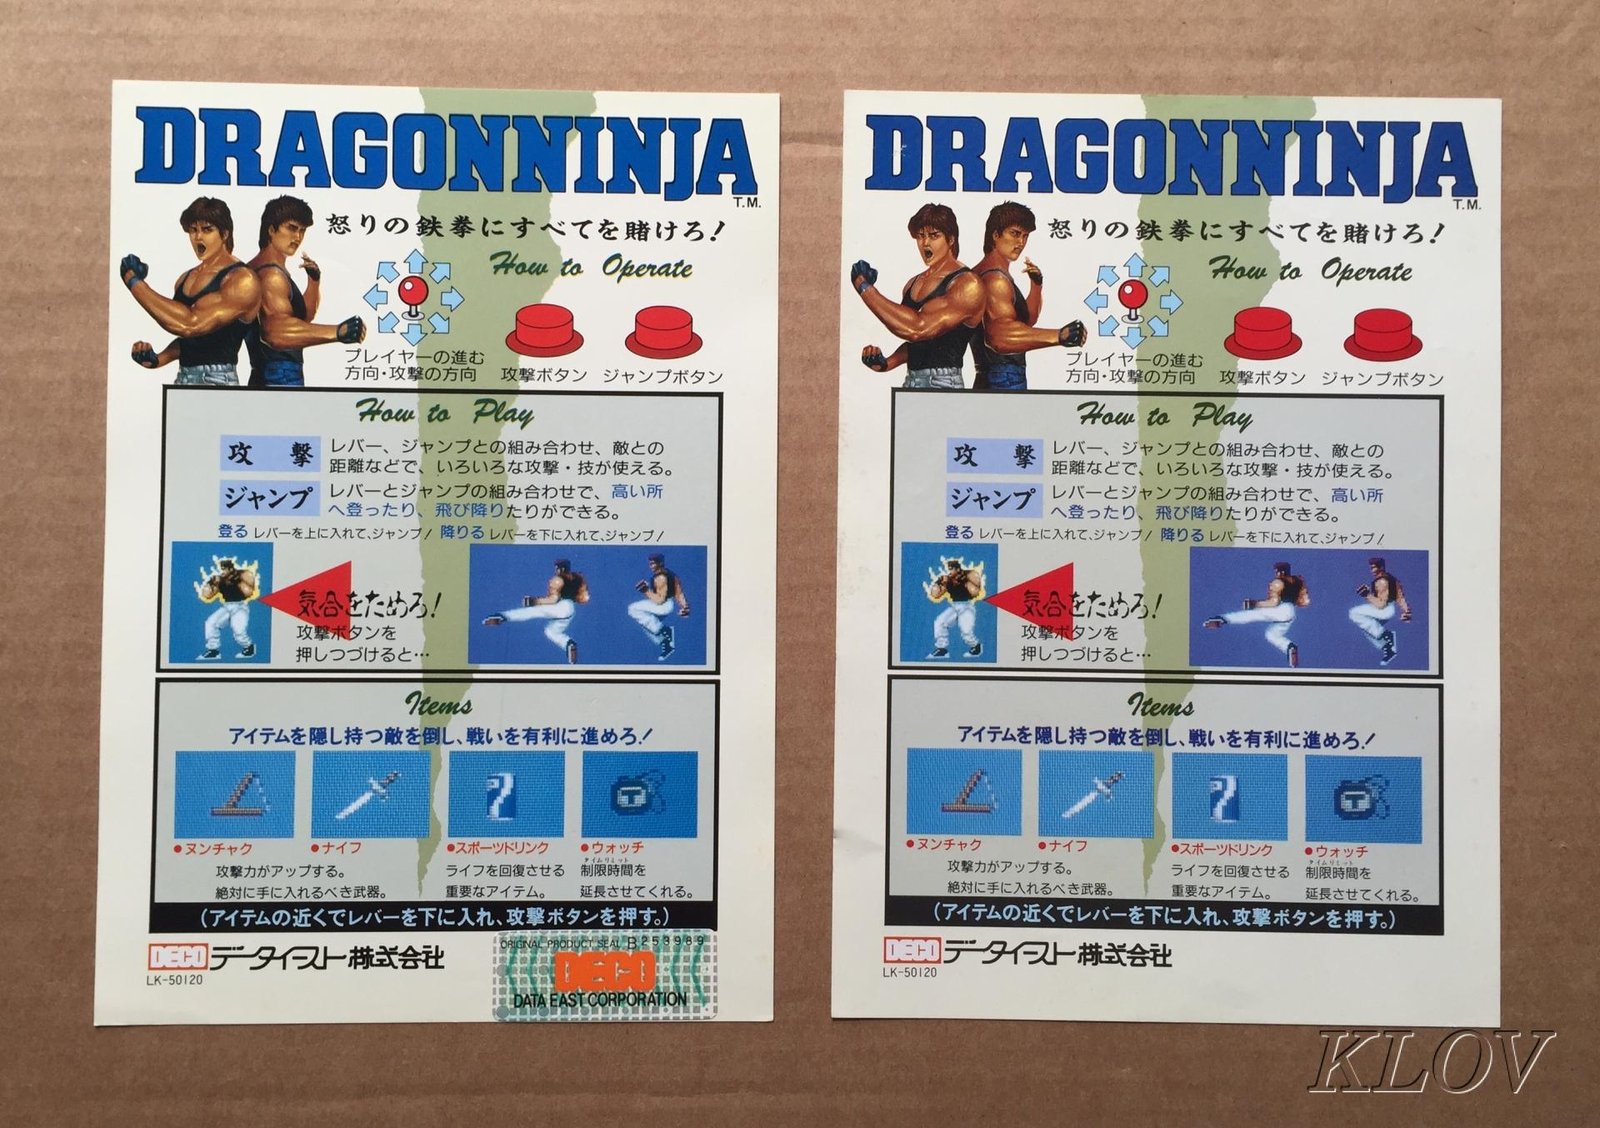 DRAGONNINJA
T.M.
怒りの鉄拳にすべてを賭けろ!
How to Operate
プレイヤーの進む
方向・攻撃の方向
攻撃ボタン
ジャンプボタン
How to Play
攻撃
レバー、ジャンプとの組み合わせ、敵との
距離などで、いろいろな攻撃・技が使える。
ジャンプ
レバーとジャンプの組み合わせで、高い所
へ登ったり、飛び降りたりができる。
登る レバーを上に入れて、ジャンプ! 降りる レバーを下に入れて、ジャンプ!
気合をためろ!
攻撃ボタンを
押しつづけると…
Items
アイテムを隠し持つ敵を倒し、戦いを有利に進めろ!
●ヌンチャク
攻撃力がアップする。
絶対に手に入れるべき武器。
●ナイフ
●スポーツドリンク
ライフを回復させる
重要なアイテム。
●ウォッチ
タイムリミット
制限時間を
延長させてくれる。
(アイテムの近くでレバーを下に入れ、攻撃ボタンを押す。)
DECO データイースト株式会社
LK-50120
ORIGINAL PRODUCT SEAL B253989
DECO
DATA EAST CORPORATION
DRAGONNINJA
T.M.
怒りの鉄拳にすべてを賭けろ!
How to Operate
プレイヤーの進む
方向・攻撃の方向
攻撃ボタン
ジャンプボタン
How to Play
攻撃
レバー、ジャンプとの組み合わせ、敵との
距離などで、いろいろな攻撃・技が使える。
ジャンプ
レバーとジャンプの組み合わせで、高い所
へ登ったり、飛び降りたりができる。
登る レバーを上に入れて、ジャンプ! 降りる レバーを下に入れて、ジャンプ!
気合をためろ!
攻撃ボタンを
押しつづけると…
Items
アイテムを隠し持つ敵を倒し、戦いを有利に進めろ!
●ヌンチャク
攻撃力がアップする。
絶対に手に入れるべき武器。
●ナイフ
●スポーツドリンク
ライフを回復させる
重要なアイテム。
●ウォッチ
タイムリミット
制限時間を
延長させてくれる。
(アイテムの近くでレバーを下に入れ、攻撃ボタンを押す。)
DECO データイースト株式会社
LK-50120
KLOV